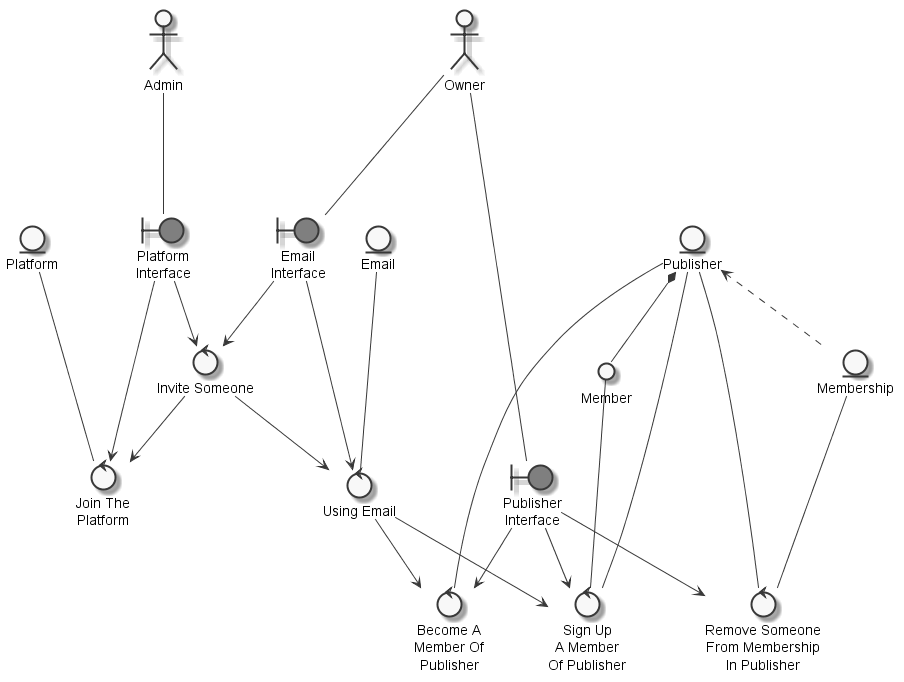 Admin
Owner
Platform
Platform
Interface
Email
Interface
Email
Publisher
Invite Someone
Member
Membership
Join The
Platform
Using Email
Publisher
Interface
Become A
Member Of
Publisher
Sign Up
A Member
Of Publisher
Remove Someone
From Membership
In Publisher